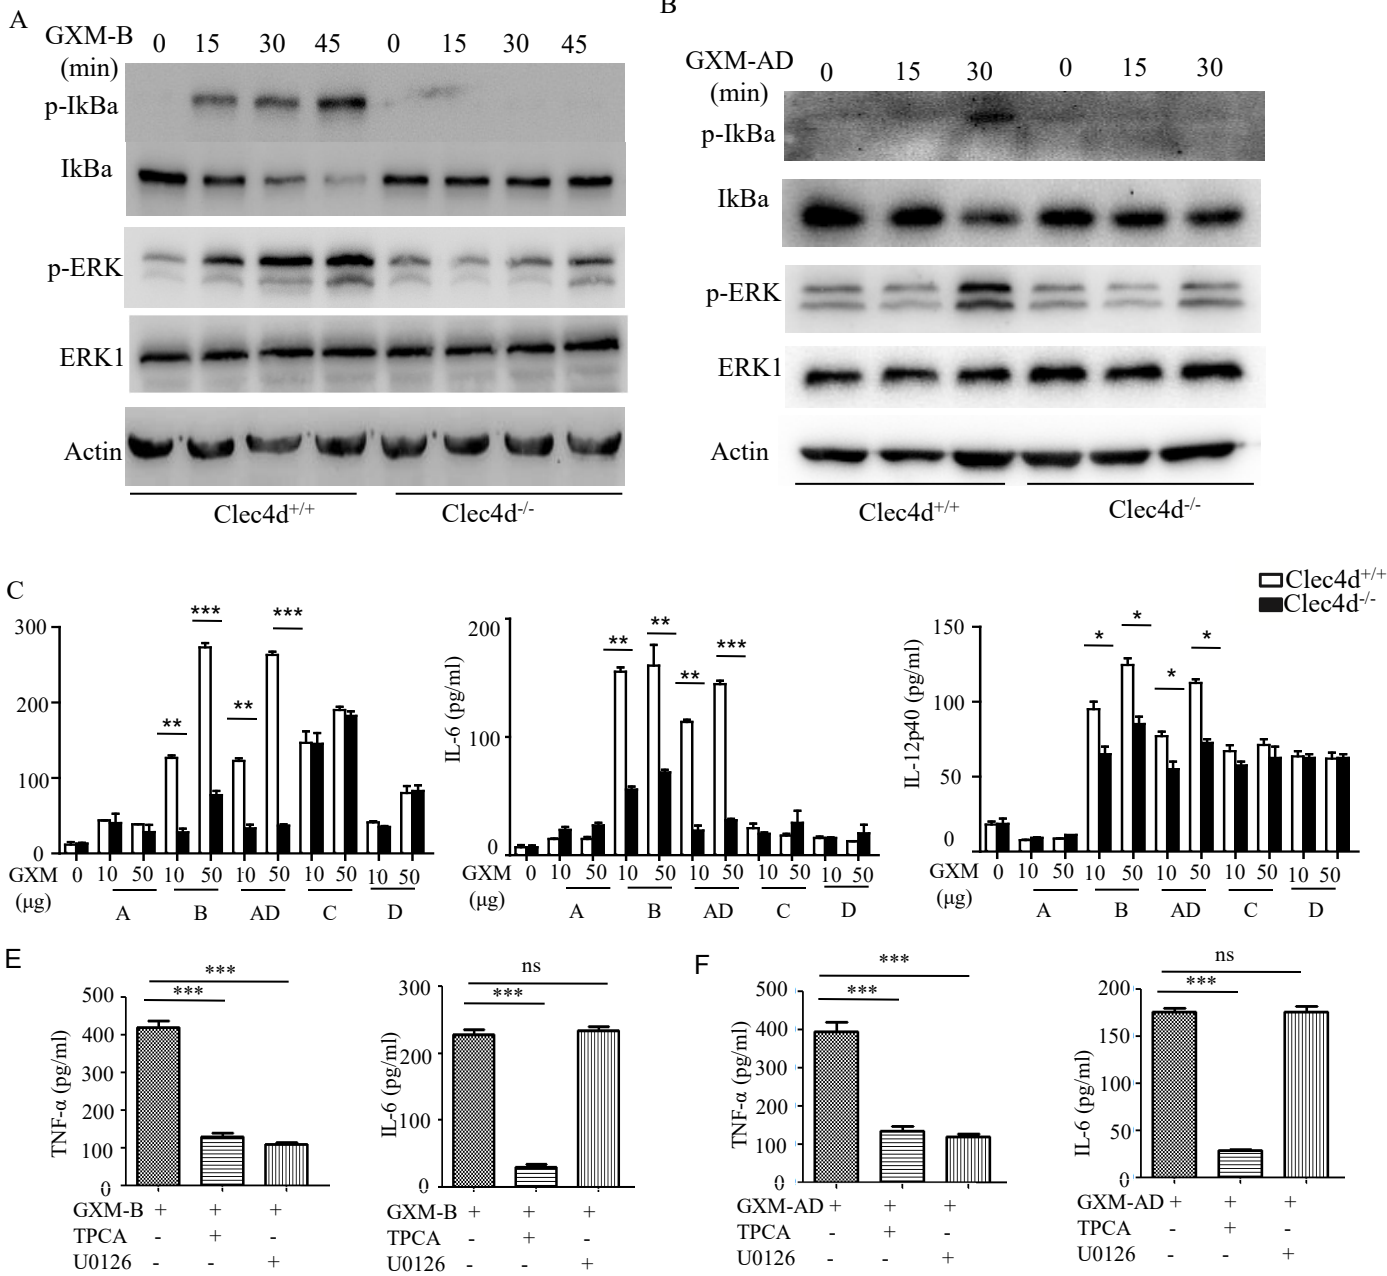 A
GXM-B 0 15 30 45 0 15 30 45
(min)
p-IkBa
IkBa
p-ERK
ERK1
Actin
Clec4d+/+ Clec4d-/-
B
GXM-AD 0 15 30 0 15 30
(min)
p-IkBa
IkBa
p-ERK
ERK1
Actin
Clec4d+/+ Clec4d-/-
C
Clec4d+/+
Clec4d-/-
300
200
100
0
** *** ** ***
GXM 0 10 50 10 50 10 50 10 50 10 50
(μg) A B AD C D
IL-6 (pg/ml)
200
100
0
** ** ** ***
10 50 10 50 10 50 10 50 10 50
GXM 0
(μg) A B AD C D
IL-12p40 (pg/ml)
150
100
50
0
* * * *
GXM 0 10 50 10 50 10 50 10 50 10 50
(μg) A B AD C D
E
TNF-α (pg/ml)
500
400
300
200
100
0
***
***
GXM-B + + +
TPCA - + -
U0126 - - +
IL-6 (pg/ml)
300
200
100
0
ns
***
GXM-B + + +
TPCA - + -
U0126 - - +
F
TNF-α (pg/ml)
500
400
300
200
100
0
***
***
GXM-AD + + +
TPCA - + -
U0126 - - +
IL-6 (pg/ml)
200
150
100
50
0
ns
***
GXM-AD + + +
TPCA - + -
U0126 - - +